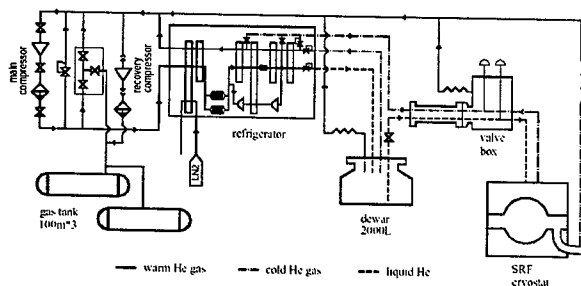 main
compressor
recovery
compressor
refrigerator
LN2
gas tank
100m*3
dewar
2000L
valve
box
SRF
cryostat
warm He gas
cold He gas
liquid He